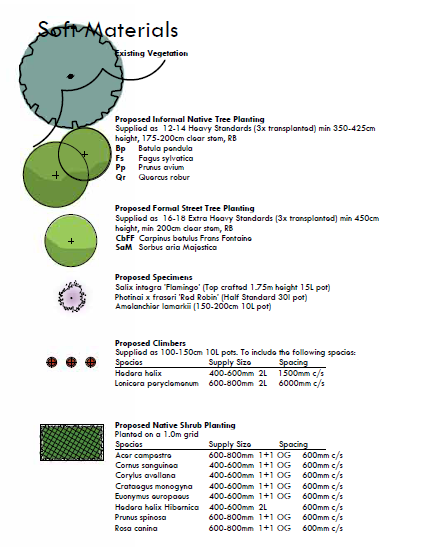 Soft Materials
Existing Vegetation
Proposed Informal Native Tree Planting
Supplied as 12-14 Heavy Standards (3x transplanted) min 350-425cm
height, 175-200cm clear stem, RB
Bp Betula pendula
Fs Fagus sylvatica
Pp Prunus avium
Qr Quercus robur
Proposed Formal Street Tree Planting
Supplied as 16-18 Extra Heavy Standards (3x transplanted) min 450cm
height, min 200cm clear stem, RB
CbFF Carpinus betulus Frans Fontaine
SaM Sorbus aria Majestica
Proposed Specimens
Salix integra 'Flamingo' (Top crafted 1.75m height 15L pot)
Photinai x fraseri 'Red Robin' (Half Standard 30l pot)
Amelanchier lamarkii (150-200cm 10L pot)
Proposed Climbers
Supplied as 100-150cm 10L pots. To include the following species:
Species Supply Size Spacing
Hedera helix 400-600mm 2L 1500mm c/s
Lonicera peryclemenum 600-800mm 2L 6000mm c/s
Proposed Native Shrub Planting
Planted on a 1.0m grid
Species Supply Size Spacing
Acer campestre 600-800mm 1+1 OG 600mm c/s
Cornus sanguinea 400-600mm 1+1 OG 600mm c/s
Corylus avellana 400-600mm 1+1 OG 600mm c/s
Crataegus monogyna 400-600mm 1+1 OG 600mm c/s
Euonymus europaeus 400-600mm 1+1 OG 600mm c/s
Hedera helix Hibernica 400-600mm 2L 600mm c/s
Prunus spinosa 600-800mm 1+1 OG 600mm c/s
Rosa canina 600-800mm 1+1 OG 600mm c/s